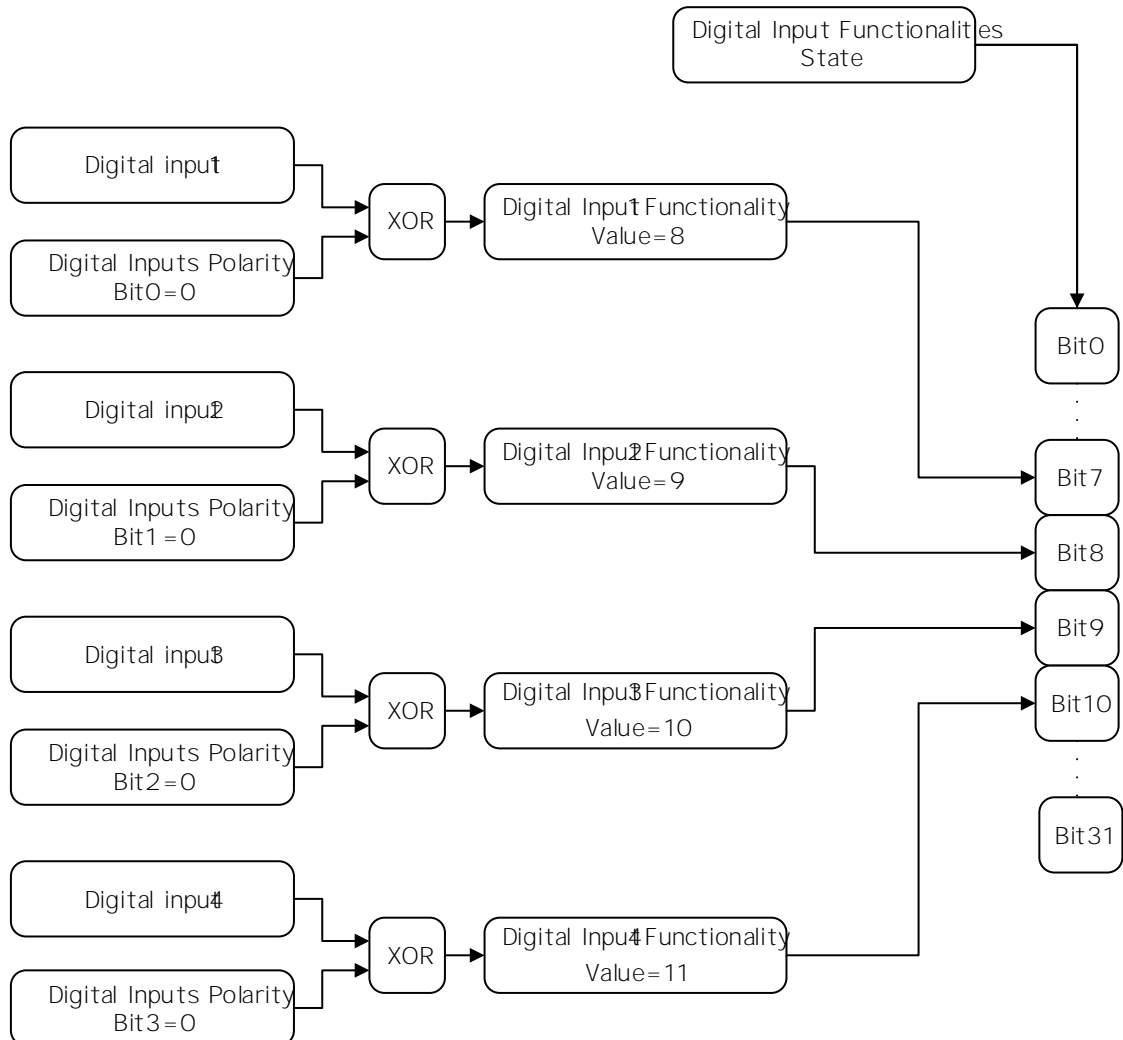 Digital Input Functionalities
State
Digital input1
Digital Inputs Polarity
Bit0=0
XOR
Digital Input1 Functionality
Value=8
Digital input2
Digital Inputs Polarity
Bit1=0
XOR
Digital Input2 Functionality
Value=9
Digital input3
Digital Inputs Polarity
Bit2=0
XOR
Digital Input3 Functionality
Value=10
Digital input4
Digital Inputs Polarity
Bit3=0
XOR
Digital Input4 Functionality
Value=11
Bit0
Bit7
Bit8
Bit9
Bit10
Bit31